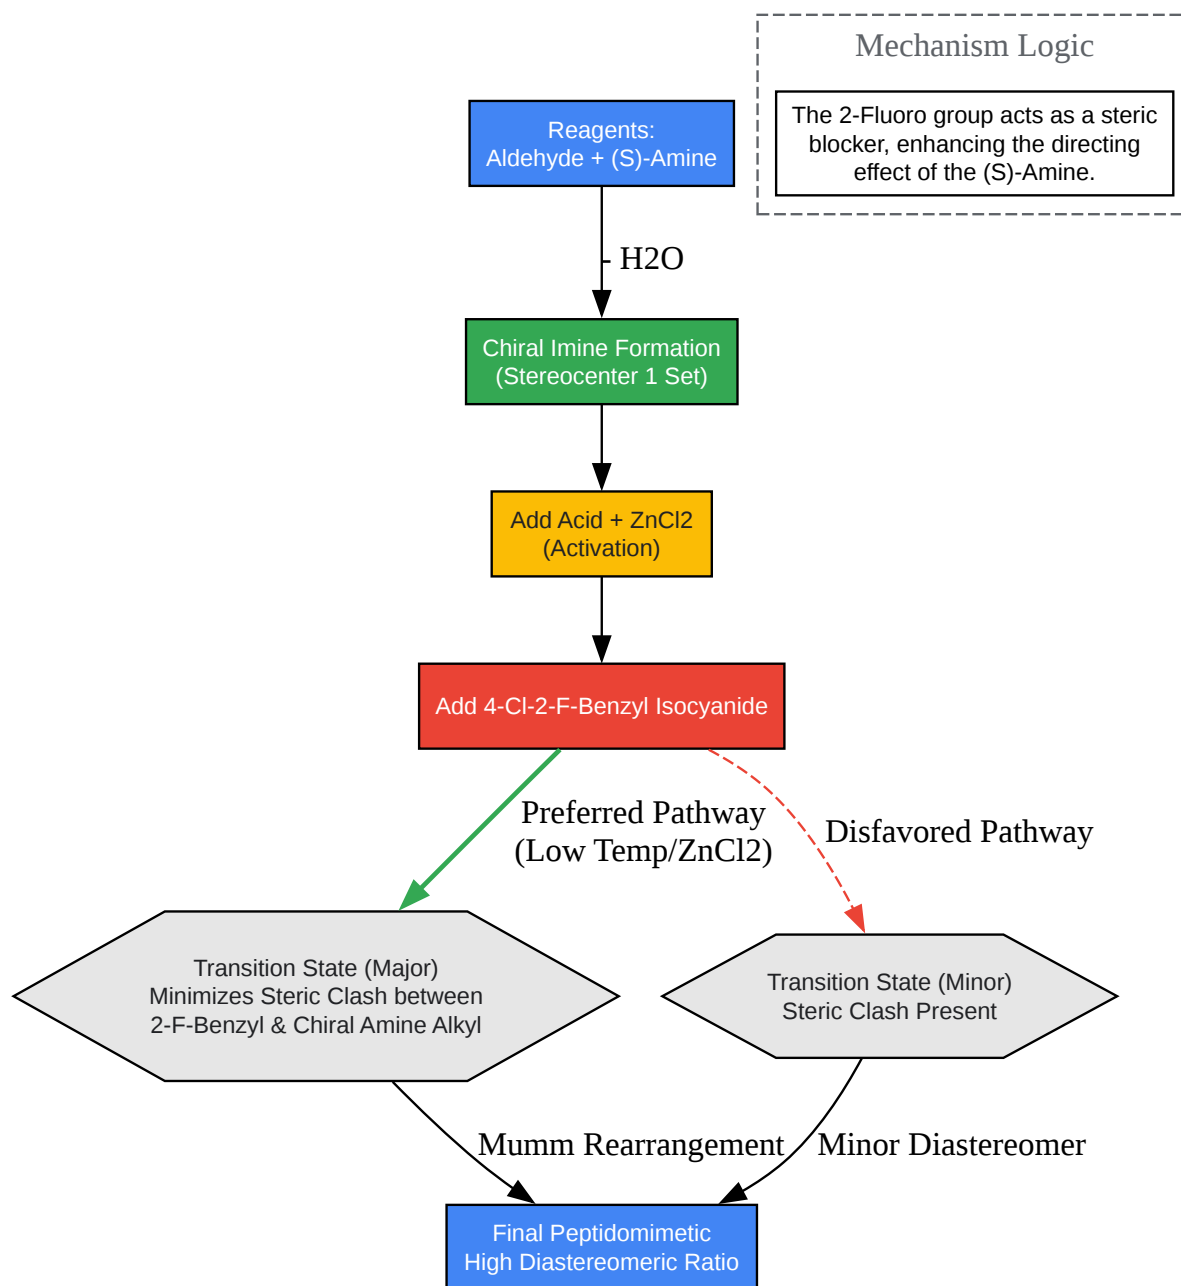 Mechanism Logic
The 2-Fluoro group acts as a steric
blocker, enhancing the directing
effect of the (S)-Amine.
Reagents:
Aldehyde + (S)-Amine
- H2O
Chiral Imine Formation
(Stereocenter 1 Set)
Add Acid + ZnCl2
(Activation)
Add 4-Cl-2-F-Benzyl Isocyanide
Preferred Pathway
(Low Temp/ZnCl2)
Disfavored Pathway
Transition State (Major)
Minimizes Steric Clash between
2-F-Benzyl & Chiral Amine Alkyl
Transition State (Minor)
Steric Clash Present
Mumm Rearrangement
Minor Diastereomer
Final Peptidomimetic
High Diastereomeric Ratio